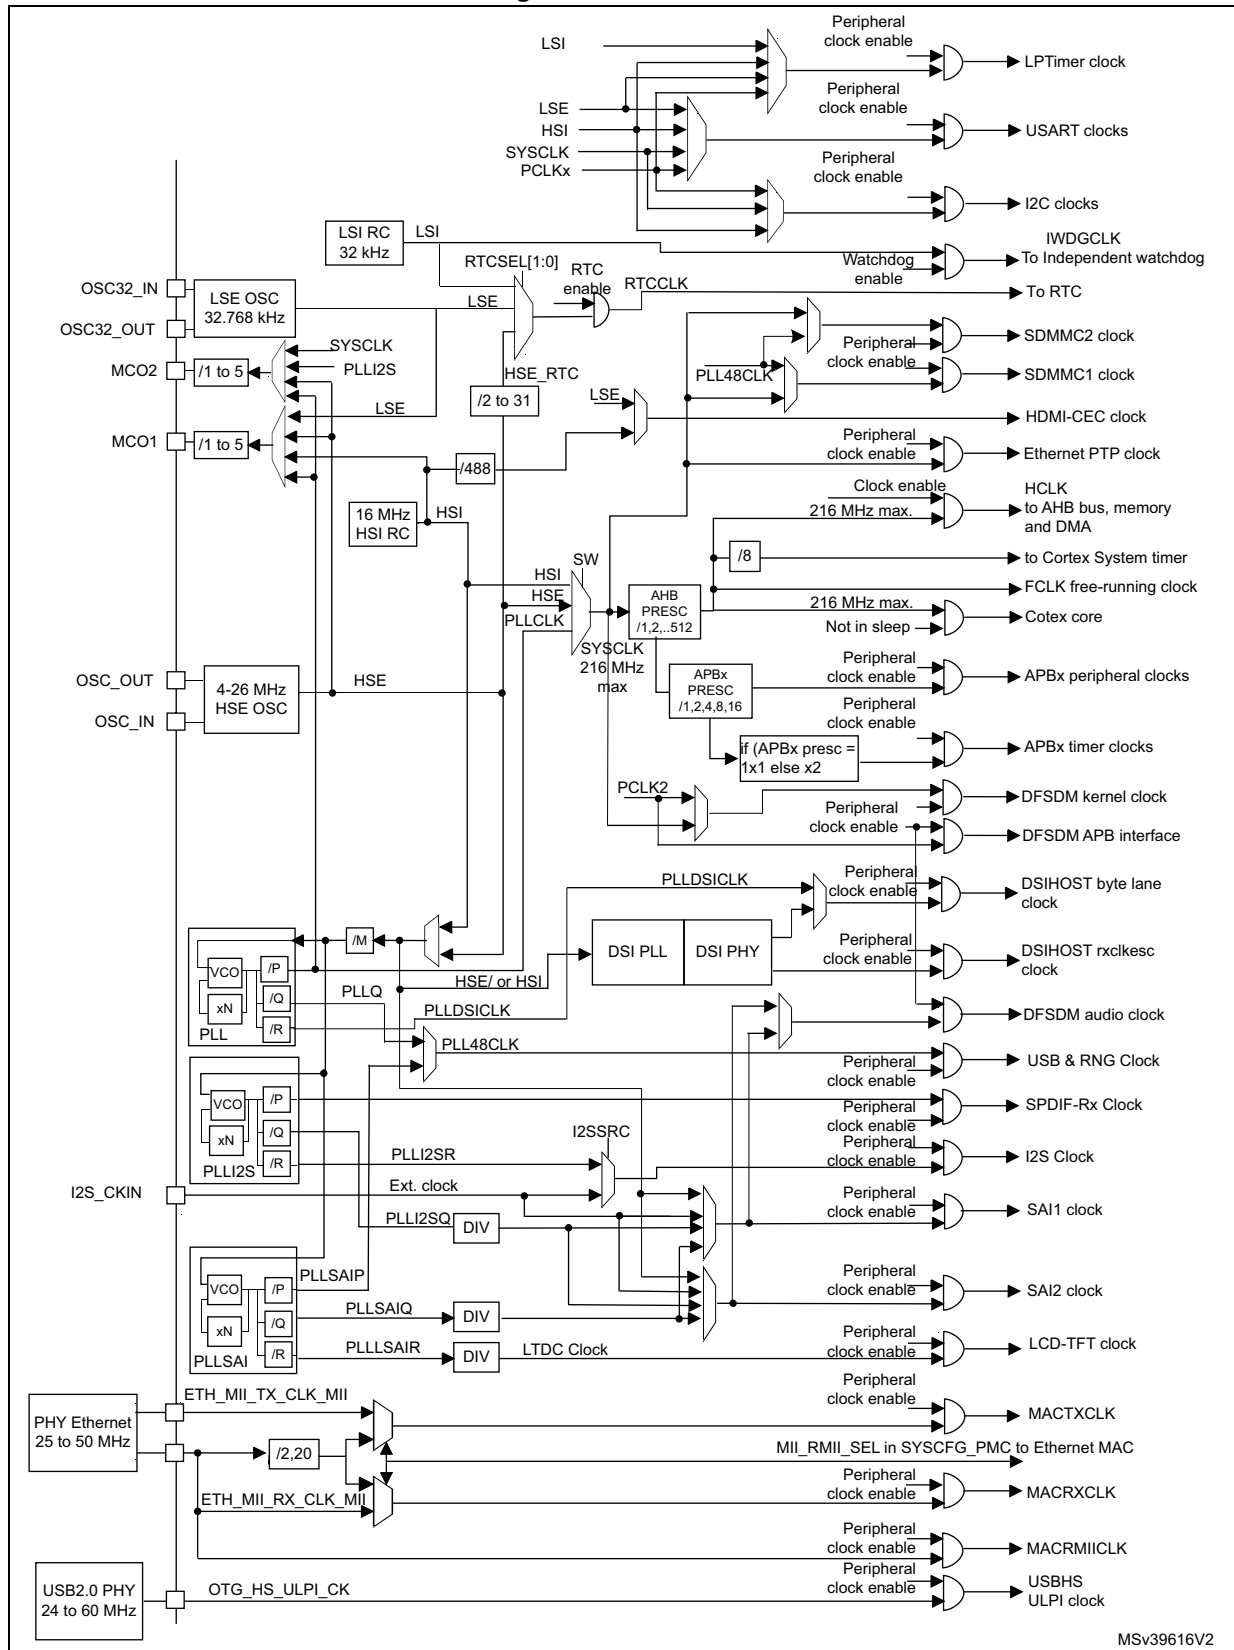 Peripheral
clock enable
LSI
LPTimer clock
Peripheral
clock enable
LSE
HSI
USART clocks
SYSCLK
PCLKx
Peripheral
clock enable
I2C clocks
LSI RC
32 kHz
LSI
IWDGCLK
To Independent watchdog
Watchdog
enable
RTCSEL[1:0]
RTC
enable
RTCCLK
To RTC
OSC32_IN
OSC32_OUT
LSE OSC
32.768 kHz
LSE
SDMMC2 clock
Peripheral
clock enable
SDMMC1 clock
PLL48CLK
MCO2
/1 to 5
SYSCLK
PLLI2S
HSE_RTC
/2 to 31
LSE
LSE
HDMI-CEC clock
MCO1
/1 to 5
Peripheral
clock enable
Ethernet PTP clock
/488
Clock enable
216 MHz max.
HCLK
to AHB bus, memory
and DMA
16 MHz
HSI RC
HSI
/8
to Cortex System timer
SW
HSI
HSE
PLLCLK
AHB
PRESC
/1,2,..512
FCLK free-running clock
216 MHz max.
Cotex core
Not in sleep
SYSCLK
216 MHz
max
OSC_OUT
OSC_IN
4-26 MHz
HSE OSC
HSE
APBx
PRESC
/1,2,4,8,16
Peripheral
clock enable
APBx peripheral clocks
Peripheral
clock enable
if (APBx presc =
1x1 else x2
APBx timer clocks
PCLK2
DFSDM kernel clock
Peripheral
clock enable
DFSDM APB interface
PLLDSICLK
Peripheral
clock enable
DSIHOST byte lane
clock
/M
DSI PLL
DSI PHY
Peripheral
clock enable
DSIHOST rxclkesc
clock
VCO
xN
PLL
/P
/Q
/R
PLLQ
HSE/ or HSI
PLLDSICLK
DFSDM audio clock
PLL48CLK
Peripheral
clock enable
USB & RNG Clock
VCO
xN
PLLI2S
/P
/Q
/R
Peripheral
clock enable
SPDIF-Rx Clock
I2SSRC
PLLI2SR
Peripheral
clock enable
I2S Clock
I2S_CKIN
Ext. clock
PLLI2SQ
DIV
Peripheral
clock enable
SAI1 clock
VCO
xN
PLLSAI
/P
/Q
/R
PLLSAIP
Peripheral
clock enable
SAI2 clock
PLLSAIQ
DIV
PLLLSAIR
DIV
LTDC Clock
Peripheral
clock enable
LCD-TFT clock
PHY Ethernet
25 to 50 MHz
ETH_MII_TX_CLK_MII
Peripheral
clock enable
MACTXCLK
/2,20
MII_RMII_SEL in SYSCFG_PMC to Ethernet MAC
ETH_MII_RX_CLK_MII
Peripheral
clock enable
MACRXCLK
Peripheral
clock enable
MACRMIICLK
USB2.0 PHY
24 to 60 MHz
OTG_HS_ULPI_CK
Peripheral
clock enable
USBHS
ULPI clock
MSv39616V2